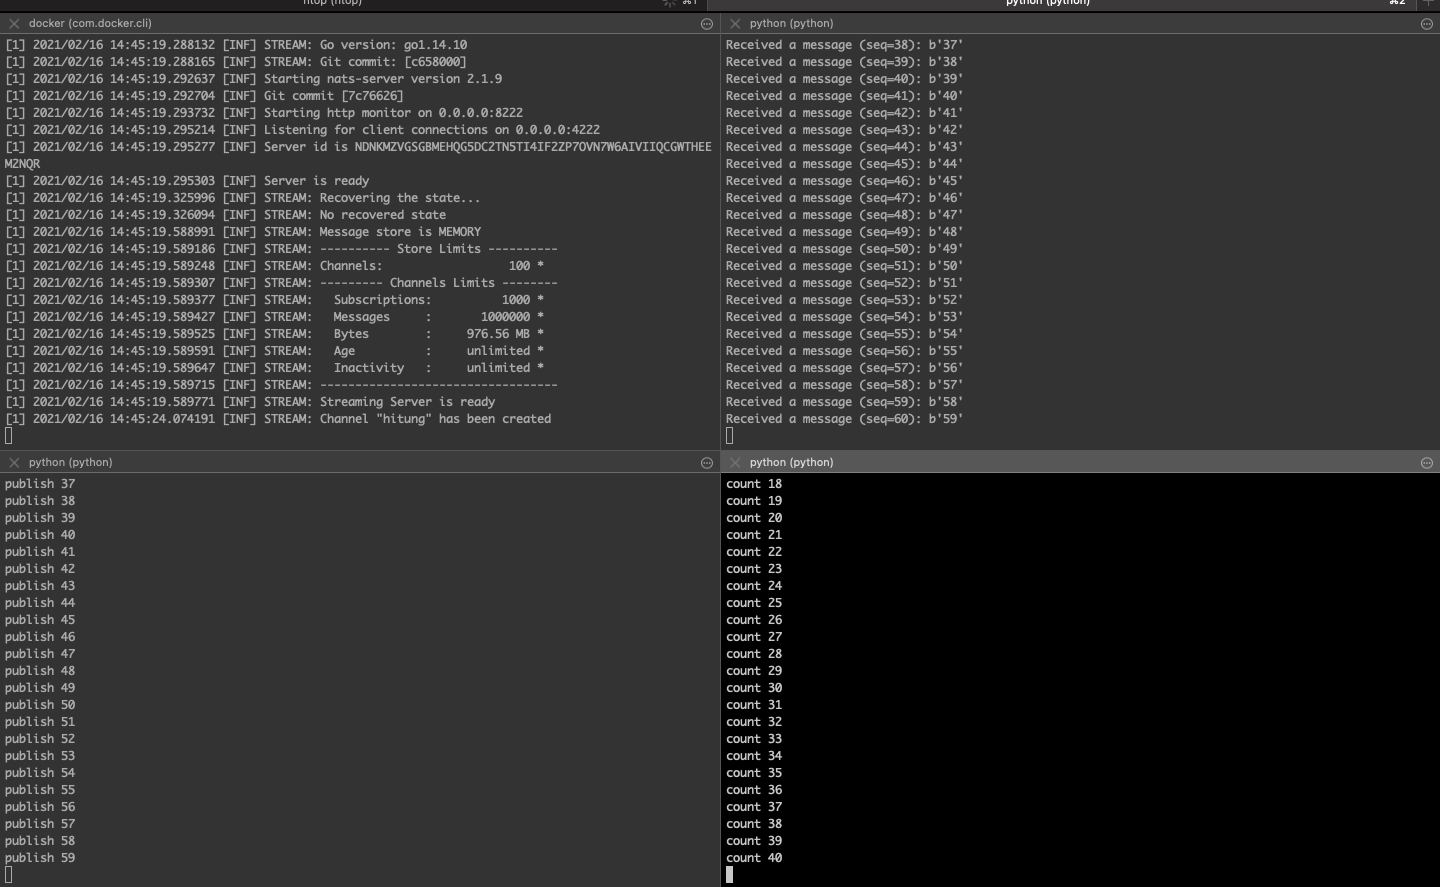 htop (htop)
⌘1
python (python)
⌘2
docker (com.docker.cli)
[1] 2021/02/16 14:45:19.288132 [INF] STREAM: Go version: go1.14.10
[1] 2021/02/16 14:45:19.288165 [INF] STREAM: Git commit: [c658000]
[1] 2021/02/16 14:45:19.292637 [INF] Starting nats-server version 2.1.9
[1] 2021/02/16 14:45:19.292704 [INF] Git commit [7c76626]
[1] 2021/02/16 14:45:19.293732 [INF] Starting http monitor on 0.0.0.0:8222
[1] 2021/02/16 14:45:19.295214 [INF] Listening for client connections on 0.0.0.0:4222
[1] 2021/02/16 14:45:19.295277 [INF] Server id is NDNKMZVGSGBMEHQG5DC2TN5TI4IF2ZP7OVN7W6AIVIIQCGWTHEE
M2NQR
[1] 2021/02/16 14:45:19.295303 [INF] Server is ready
[1] 2021/02/16 14:45:19.325996 [INF] STREAM: Recovering the state...
[1] 2021/02/16 14:45:19.326094 [INF] STREAM: No recovered state
[1] 2021/02/16 14:45:19.588991 [INF] STREAM: Message store is MEMORY
[1] 2021/02/16 14:45:19.589186 [INF] STREAM: ---------- Store Limits ----------
[1] 2021/02/16 14:45:19.589248 [INF] STREAM: Channels:                  100 *
[1] 2021/02/16 14:45:19.589307 [INF] STREAM: --------- Channels Limits --------
[1] 2021/02/16 14:45:19.589377 [INF] STREAM:   Subscriptions:          1000 *
[1] 2021/02/16 14:45:19.589427 [INF] STREAM:   Messages     :       1000000 *
[1] 2021/02/16 14:45:19.589525 [INF] STREAM:   Bytes        :     976.56 MB *
[1] 2021/02/16 14:45:19.589591 [INF] STREAM:   Age          :     unlimited *
[1] 2021/02/16 14:45:19.589647 [INF] STREAM:   Inactivity   :     unlimited *
[1] 2021/02/16 14:45:19.589715 [INF] STREAM: ----------------------------------
[1] 2021/02/16 14:45:19.589771 [INF] STREAM: Streaming Server is ready
[1] 2021/02/16 14:45:24.074191 [INF] STREAM: Channel "hitung" has been created
python (python)
Received a message (seq=38): b'37'
Received a message (seq=39): b'38'
Received a message (seq=40): b'39'
Received a message (seq=41): b'40'
Received a message (seq=42): b'41'
Received a message (seq=43): b'42'
Received a message (seq=44): b'43'
Received a message (seq=45): b'44'
Received a message (seq=46): b'45'
Received a message (seq=47): b'46'
Received a message (seq=48): b'47'
Received a message (seq=49): b'48'
Received a message (seq=50): b'49'
Received a message (seq=51): b'50'
Received a message (seq=52): b'51'
Received a message (seq=53): b'52'
Received a message (seq=54): b'53'
Received a message (seq=55): b'54'
Received a message (seq=56): b'55'
Received a message (seq=57): b'56'
Received a message (seq=58): b'57'
Received a message (seq=59): b'58'
Received a message (seq=60): b'59'
python (python)
publish 37
publish 38
publish 39
publish 40
publish 41
publish 42
publish 43
publish 44
publish 45
publish 46
publish 47
publish 48
publish 49
publish 50
publish 51
publish 52
publish 53
publish 54
publish 55
publish 56
publish 57
publish 58
publish 59
python (python)
count 18
count 19
count 20
count 21
count 22
count 23
count 24
count 25
count 26
count 27
count 28
count 29
count 30
count 31
count 32
count 33
count 34
count 35
count 36
count 37
count 38
count 39
count 40